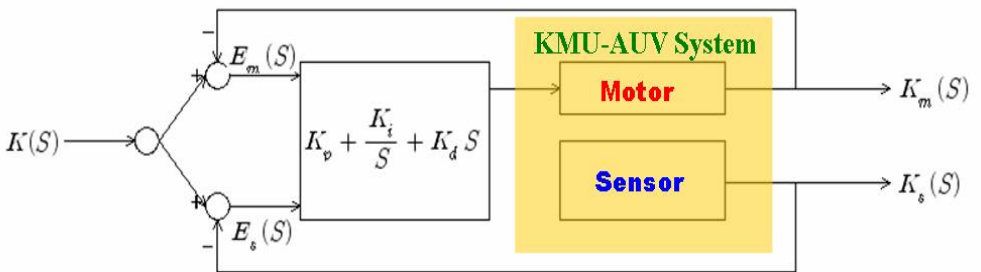 KMU-AUV System
−
E_m(S)
+
Motor
K_m(S)
K(S)
K_p + K_i/S + K_d S
Sensor
K_s(S)
+
E_s(S)
−